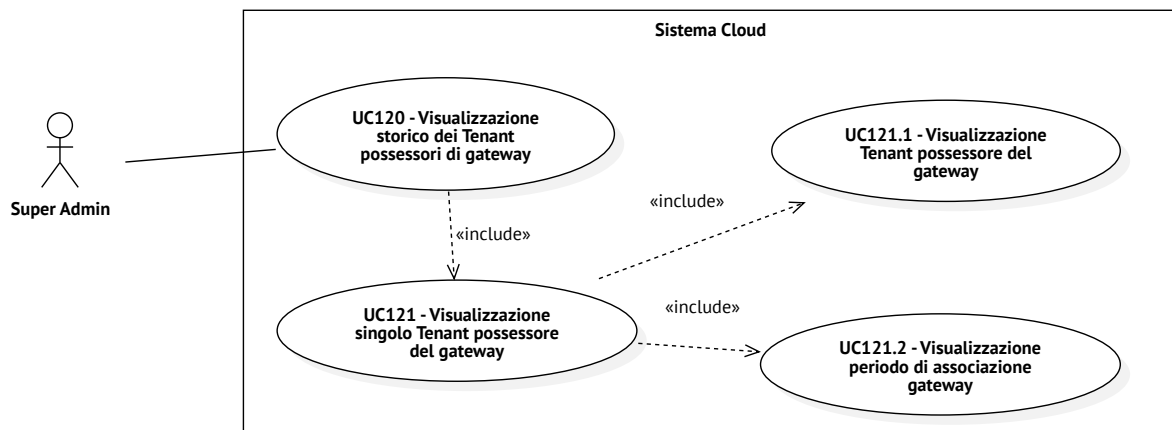 Sistema Cloud
UC120 - Visualizzazione
storico dei Tenant
possessori di gateway
UC121.1 - Visualizzazione
Tenant possessore del
gateway
Super Admin
«include»
«include»
UC121 - Visualizzazione
singolo Tenant possessore
del gateway
«include»
UC121.2 - Visualizzazione
periodo di associazione
gateway